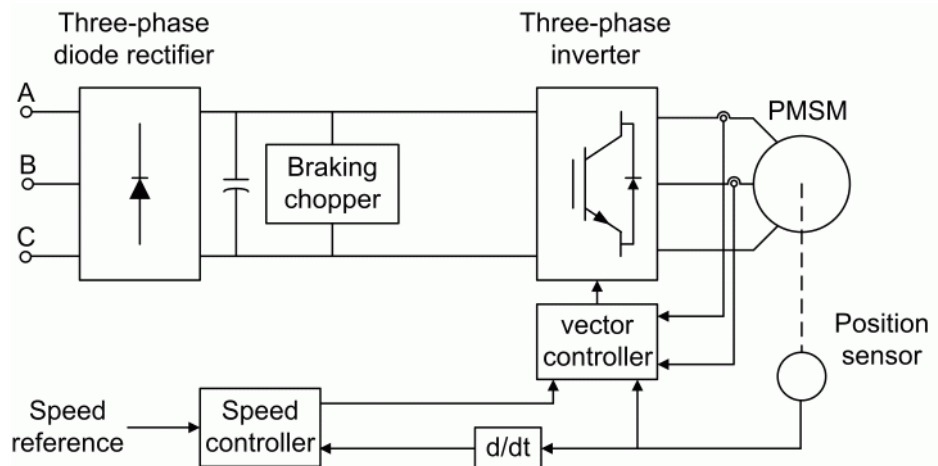 Three-phase
diode rectifier
Three-phase
inverter
A
B
C
Braking
chopper
PMSM
vector
controller
Position
sensor
Speed
reference
Speed
controller
d/dt